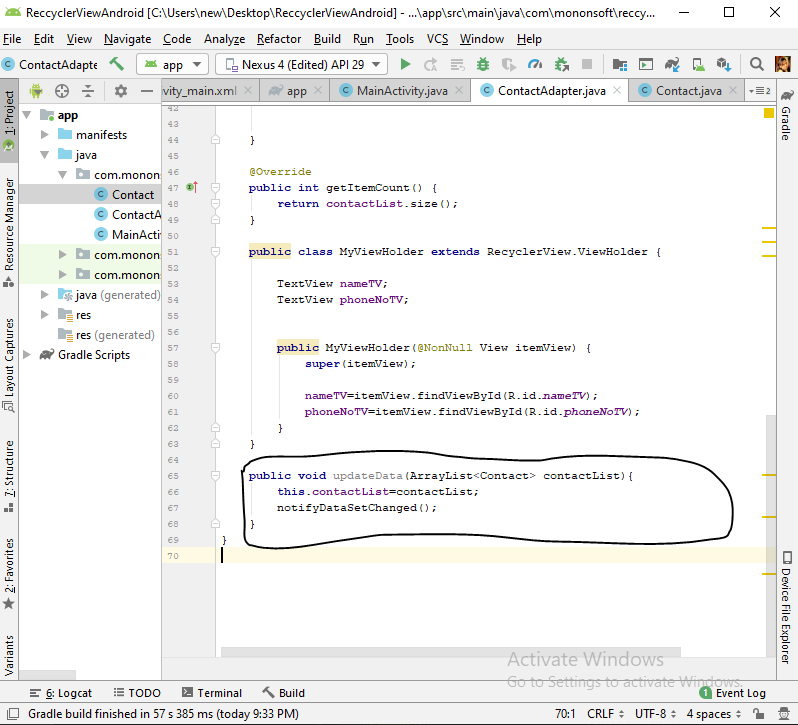 ReccyclerViewAndroid [C:\Users\new\Desktop\ReccyclerViewAndroid] - ...\app\src\main\java\com\mononsoft\reccy...
File Edit View Navigate Code Analyze Refactor Build Run Tools VCS Window Help
ContactAdapte app Nexus 4 (Edited) API 29
vity_main.xml app MainActivity.java ContactAdapter.java Contact.java 2
1: Project
Resource Manager
Layout Captures
7: Structure
2: Favorites
Variants
app
manifests
java
com.monons
Contact
ContactA
MainActi
com.monons
com.monons
java (generated)
res
res (generated)
Gradle Scripts
42
43
44 }
45
46 @Override
47 public int getItemCount() {
48 return contactList.size();
49 }
50
51 public class MyViewHolder extends RecyclerView.ViewHolder {
52
53 TextView nameTV;
54 TextView phoneNoTV;
55
56
57 public MyViewHolder(@NonNull View itemView) {
58 super(itemView);
59
60 nameTV=itemView.findViewById(R.id.nameTV);
61 phoneNoTV=itemView.findViewById(R.id.phoneNoTV);
62 }
63 }
64
65 public void updateData(ArrayList<Contact> contactList){
66 this.contactList=contactList;
67 notifyDataSetChanged();
68 }
69 }
70
Gradle
Device File Explorer
Activate Windows
Go to Settings to activate Windows.
6: Logcat TODO Terminal Build 1 Event Log
Gradle build finished in 57 s 385 ms (today 9:33 PM) 70:1 CRLF UTF-8 4 spaces